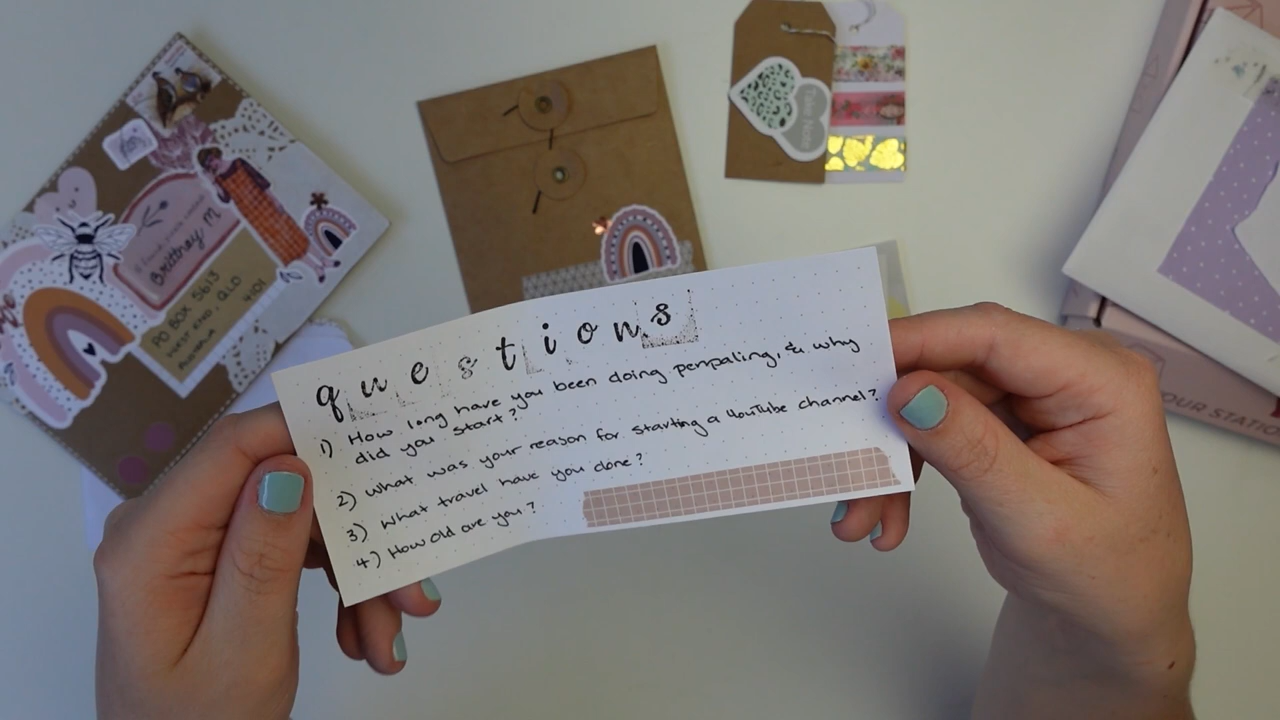 Brittney M
PO BOX 5613
WEST END, QLD
AUSTRALIA 4101
questions
1) How long have you been doing penpaling, & why
did you start?
2) What was your reason for starting a YouTube channel?
3) What travel have you done?
4) How old are you?
OUR STATION